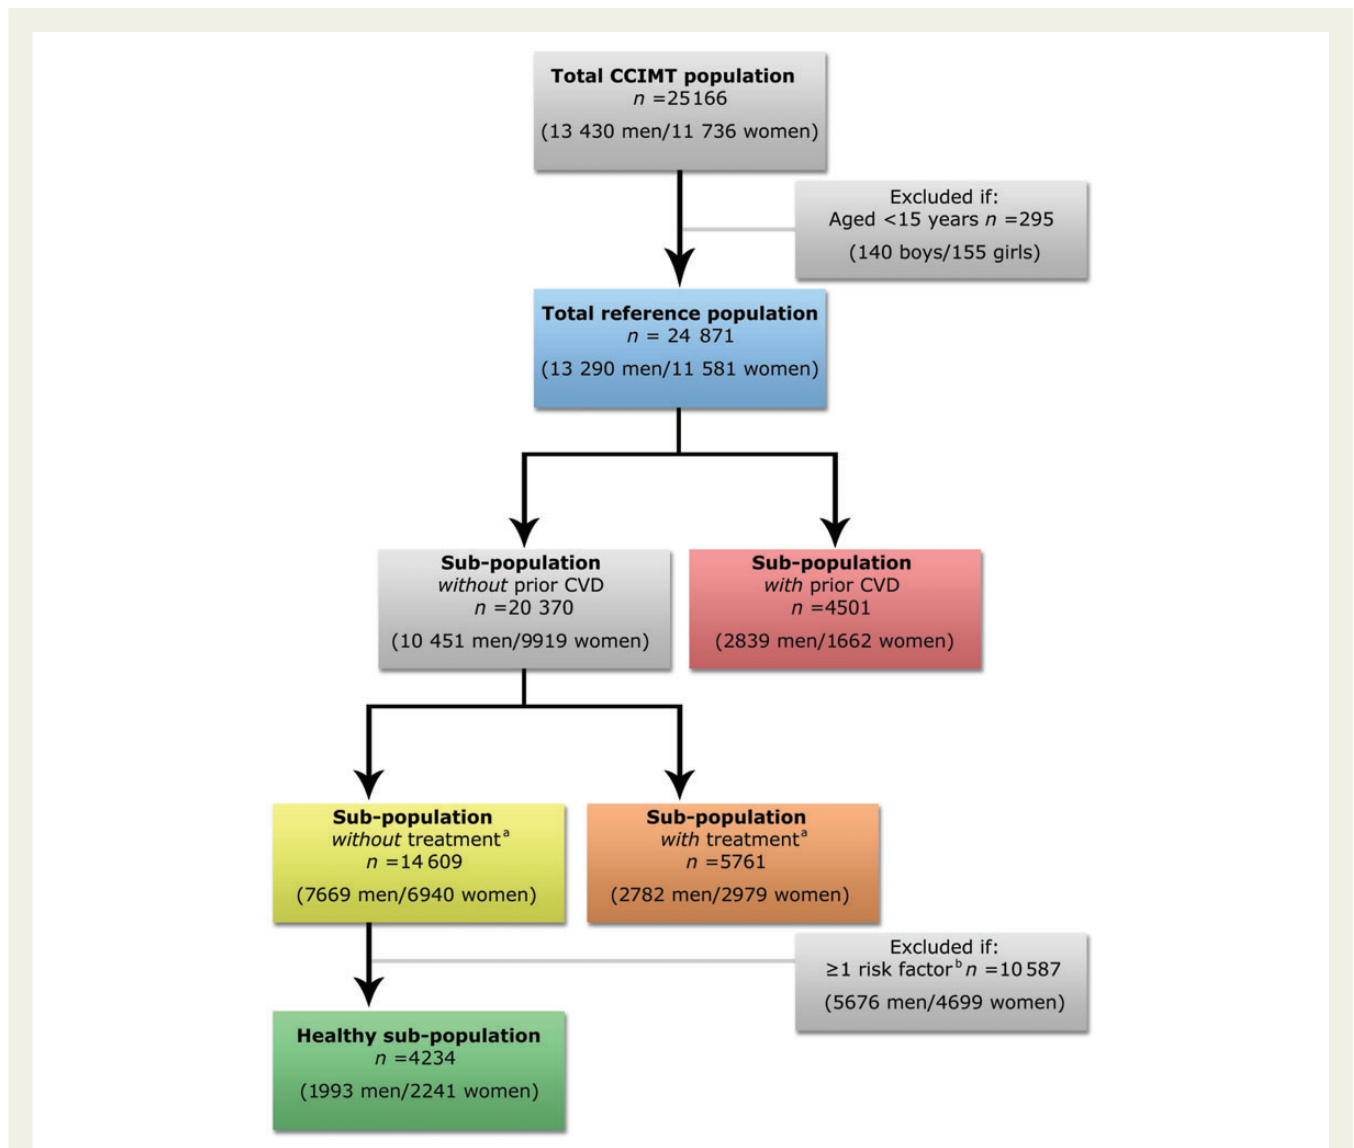 Total CCIMT population
n =25166
(13 430 men/11 736 women)
Excluded if:
Aged <15 years n =295
(140 boys/155 girls)
Total reference population
n = 24 871
(13 290 men/11 581 women)
Sub-population
without prior CVD
n =20 370
(10 451 men/9919 women)
Sub-population
with prior CVD
n =4501
(2839 men/1662 women)
Sub-population
without treatmentᵃ
n =14 609
(7669 men/6940 women)
Sub-population
with treatmentᵃ
n =5761
(2782 men/2979 women)
Excluded if:
≥1 risk factorᵇ n =10 587
(5676 men/4699 women)
Healthy sub-population
n =4234
(1993 men/2241 women)